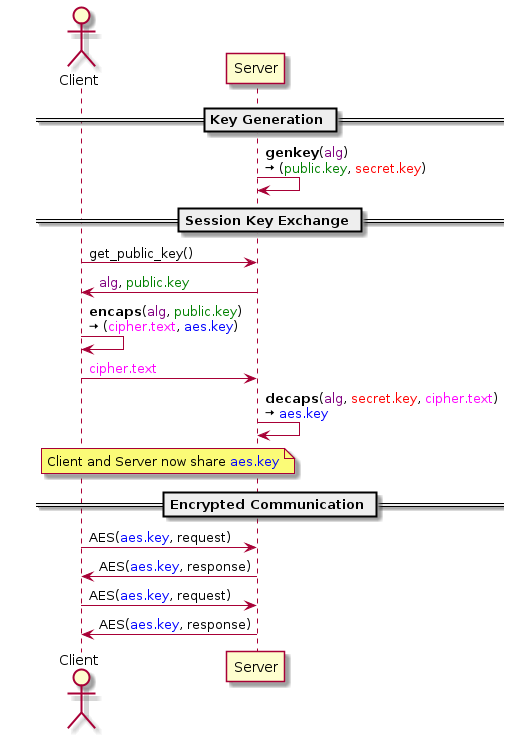 Client
Server
Key Generation
genkey(alg)
→ (public.key, secret.key)
Session Key Exchange
get_public_key()
alg, public.key
encaps(alg, public.key)
→ (cipher.text, aes.key)
cipher.text
decaps(alg, secret.key, cipher.text)
→ aes.key
Client and Server now share aes.key
Encrypted Communication
AES(aes.key, request)
AES(aes.key, response)
AES(aes.key, request)
AES(aes.key, response)
Client
Server